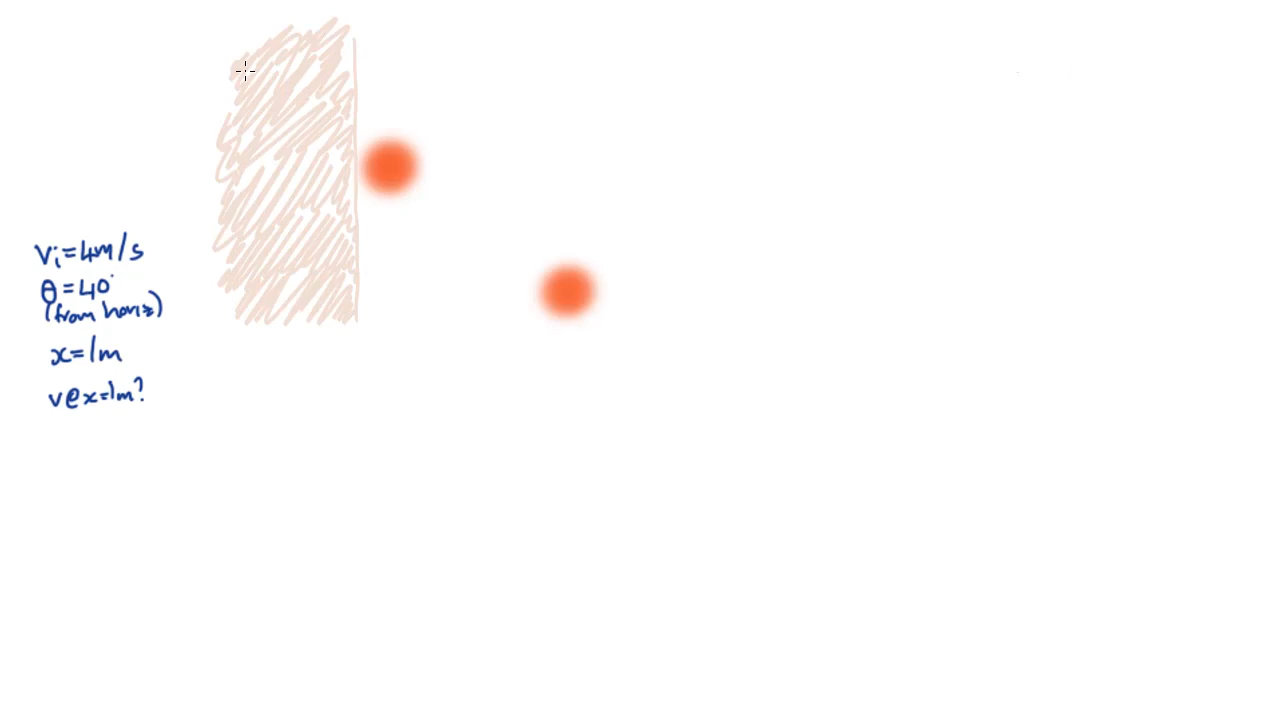 vi=4m/s
θ=40°
(from horiz)
x=1m
v@x=1m?